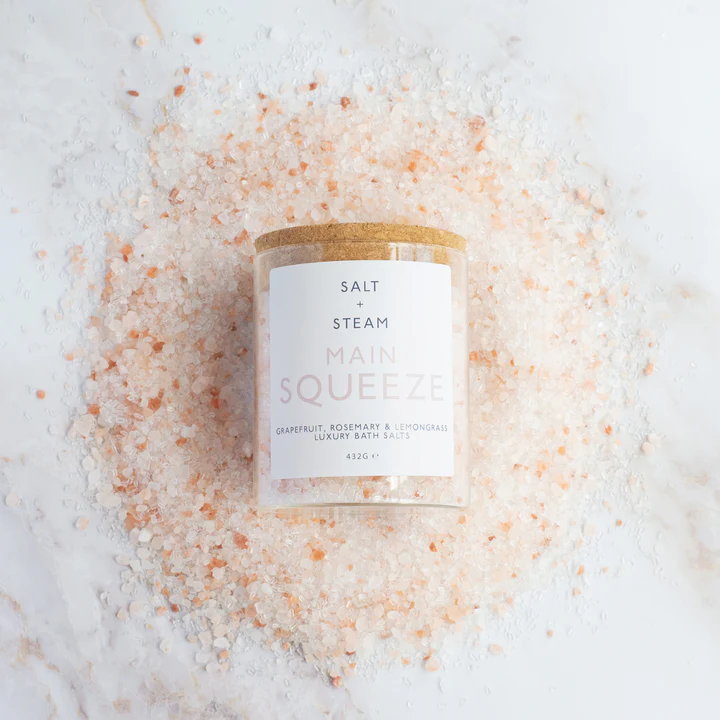 SALT
+
STEAM
MAIN
SQUEEZE
GRAPEFRUIT, ROSEMARY & LEMONGRASS
LUXURY BATH SALTS
432G ℮